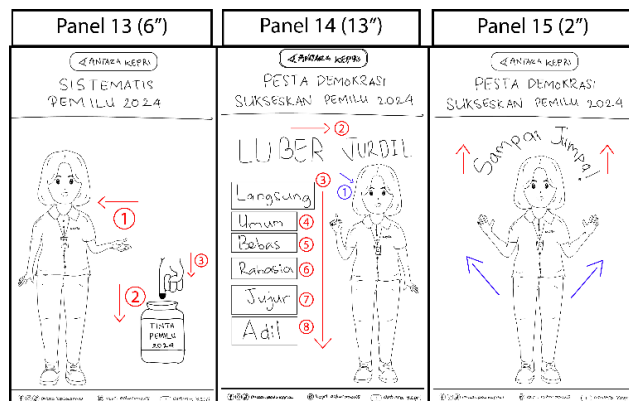 Panel 13 (6”)
ANTARA KEPRI
SISTEMATIS
PEMILU 2024
1
2
3
TINTA
PEMILU
2024
Panel 14 (13”)
ANTARA KEPRI
PESTA DEMOKRASI
SUKSESKAN PEMILU 2024
2
LUBER JURDIL
3
1
Langsung
Umum 4
Bebas 5
Rahasia 6
Jujur 7
Adil 8
Panel 15 (2”)
ANTARA KEPRI
PESTA DEMOKRASI
SUKSESKAN PEMILU 2024
Sampai Jumpa!